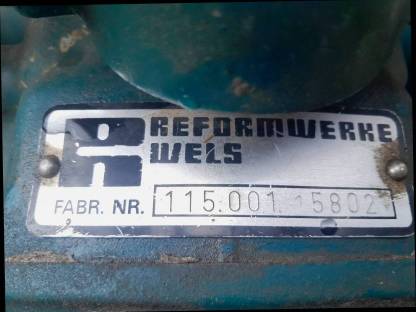 REFORMWERKE
WELS
FABR. NR. 115.001. 15802